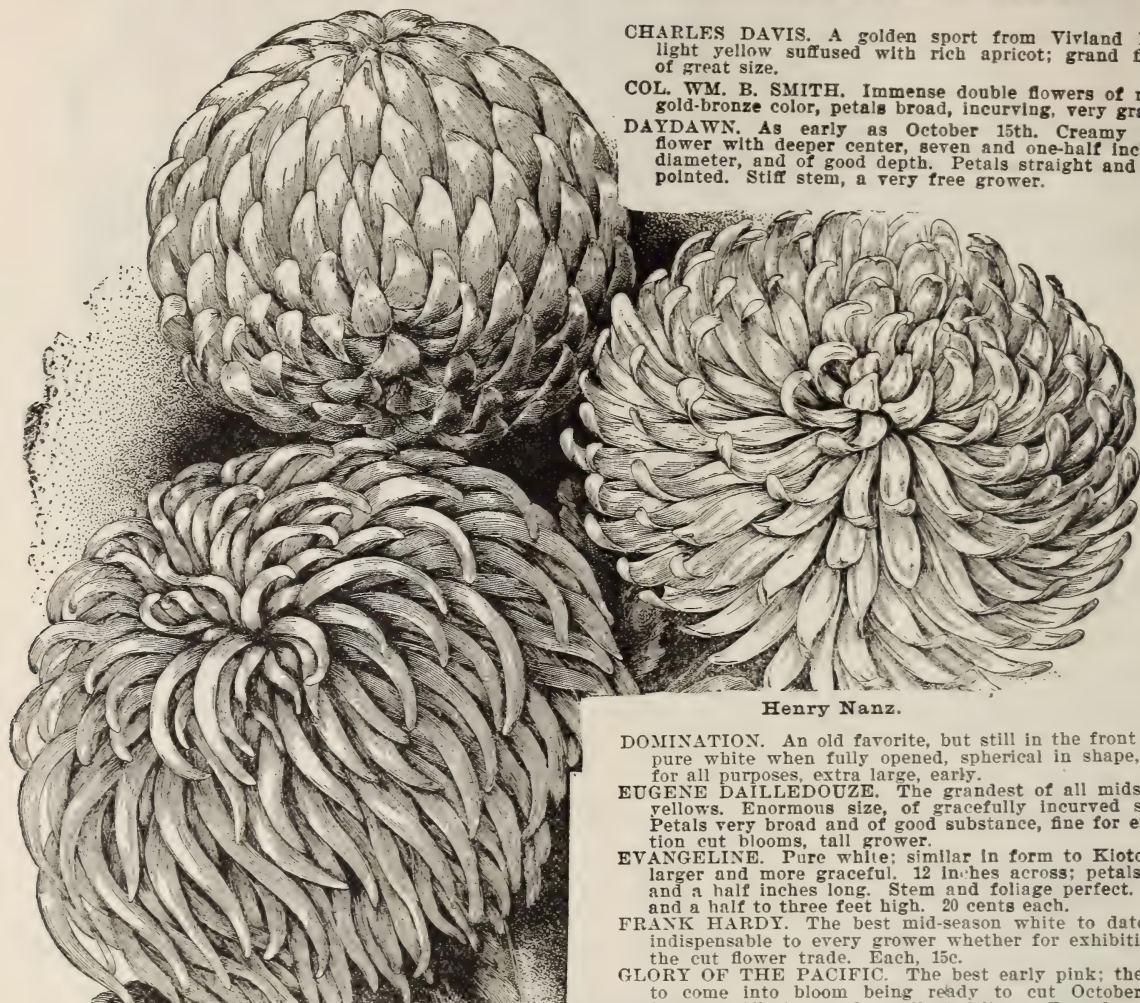 CHARLES DAVIS. A golden sport from Vivland
light yellow suffused with rich apricot; grand
of great size.
COL. WM. B. SMITH. Immense double flowers of
gold-bronze color, petals broad, incurving, very
DAYDAWN. As early as October 15th. Creamy
flower with deeper center, seven and one-half
diameter, and of good depth. Petals straight and
pointed. Stiff stem, a very free grower.
Henry Nanz.
DOMINATION. An old favorite, but still in the front
pure white when fully opened, spherical in shape,
for all purposes, extra large, early.
EUGENE DAILLEDOUZE. The grandest of all
yellows. Enormous size, of gracefully incurved
Petals very broad and of good substance, fine for
tion cut blooms, tall grower.
EVANGELINE. Pure white; similar in form to
larger and more graceful. 12 inches across; petals
and a half inches long. Stem and foliage perfect.
and a half to three feet high. 20 cents each.
FRANK HARDY. The best mid-season white to
indispensable to every grower whether for
the cut flower trade. Each, 15c.
GLORY OF THE PACIFIC. The best early pink;
to come into bloom being ready to cut October